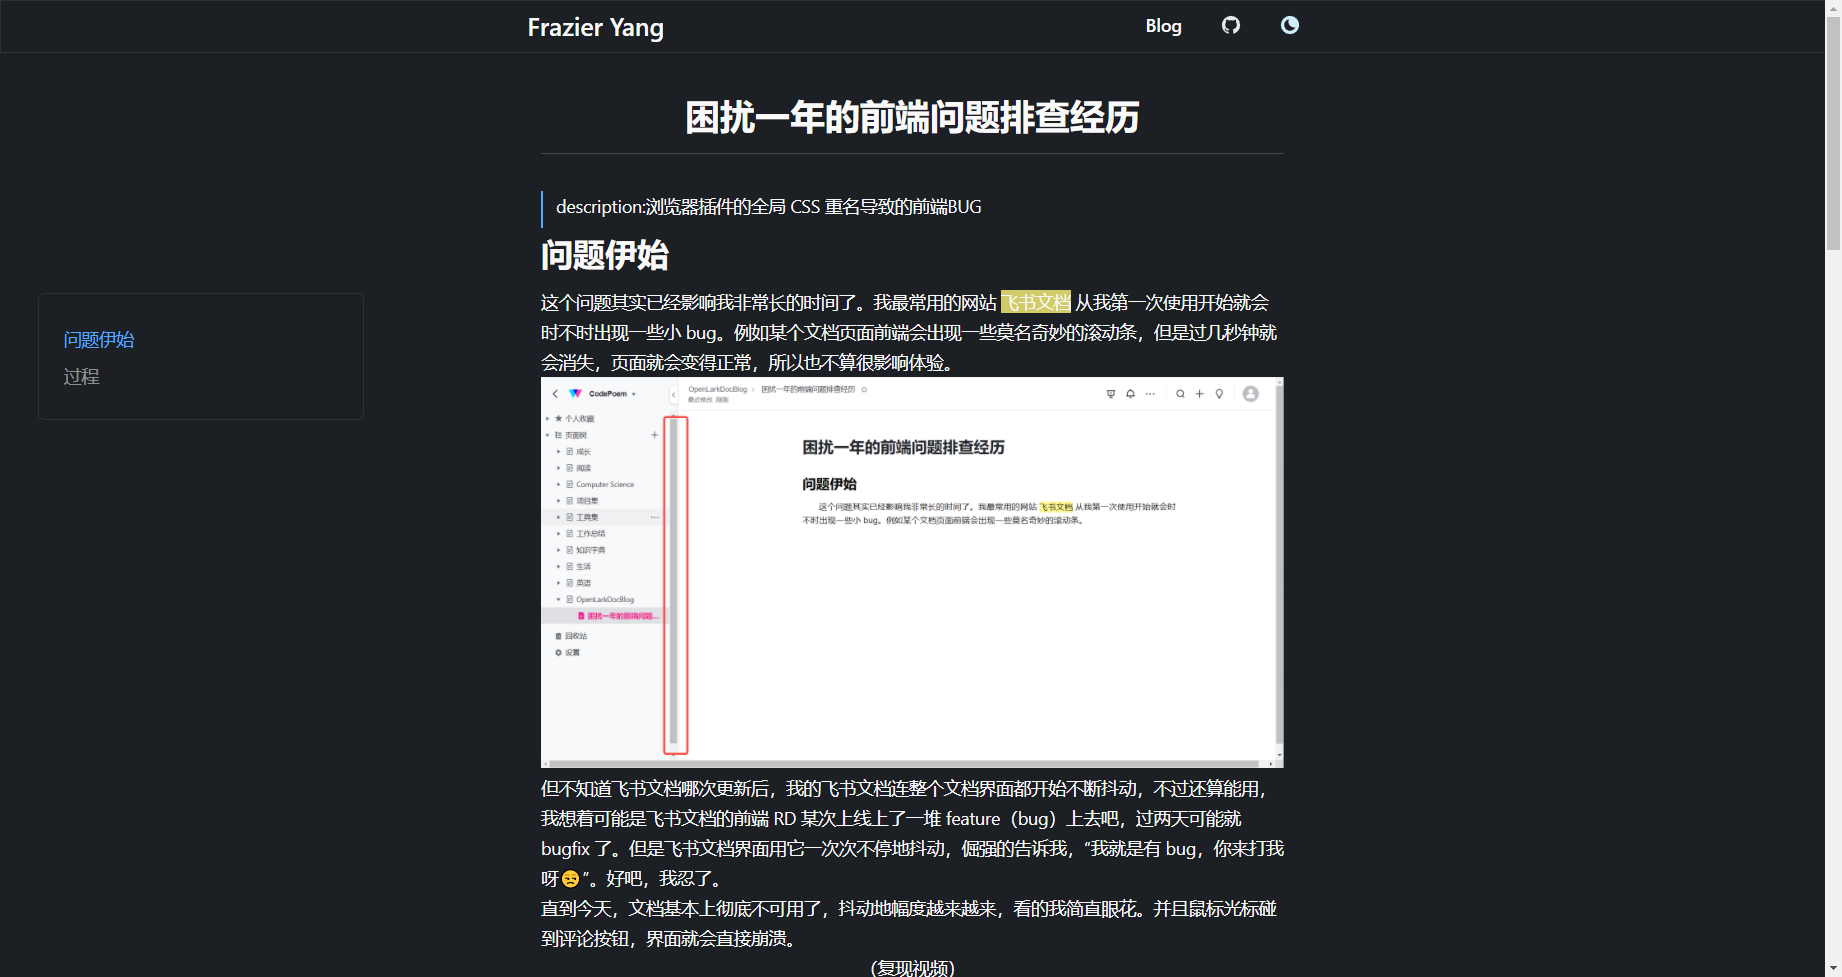 Frazier Yang
Blog
困扰一年的前端问题排查经历
description:浏览器插件的全局 CSS 重名导致的前端BUG
问题伊始
问题伊始
过程
这个问题其实已经影响我非常长的时间了。我最常用的网站 飞书文档 从我第一次使用开始就会
时不时出现一些小 bug。例如某个文档页面前端会出现一些莫名奇妙的滚动条，但是过几秒钟就
会消失，页面就会变得正常，所以也不算很影响体验。
CodePoem
OpenLarkDocBlog > 困扰一年的前端问题排查经历
最近修改: 刚刚
个人收藏
页面树
成长
阅读
Computer Science
项目集
工具集
工作总结
知识字典
生活
英语
OpenLarkDocBlog
困扰一年的前端问题...
回收站
设置
困扰一年的前端问题排查经历
问题伊始
这个问题其实已经影响我非常长的时间了。我最常用的网站 飞书文档 从我第一次使用开始就会时
不时出现一些小 bug。例如某个文档页面前端会出现一些莫名奇妙的滚动条。
但不知道飞书文档哪次更新后，我的飞书文档连整个文档界面都开始不断抖动，不过还算能用，
我想着可能是飞书文档的前端 RD 某次上线上了一堆 feature（bug）上去吧，过两天可能就
bugfix 了。但是飞书文档界面用它一次次不停地抖动，倔强的告诉我，“我就是有 bug，你来打我
呀😒”。好吧，我忍了。
直到今天，文档基本上彻底不可用了，抖动地幅度越来越来，看的我简直眼花。并且鼠标光标碰
到评论按钮，界面就会直接崩溃。
（复现视频）